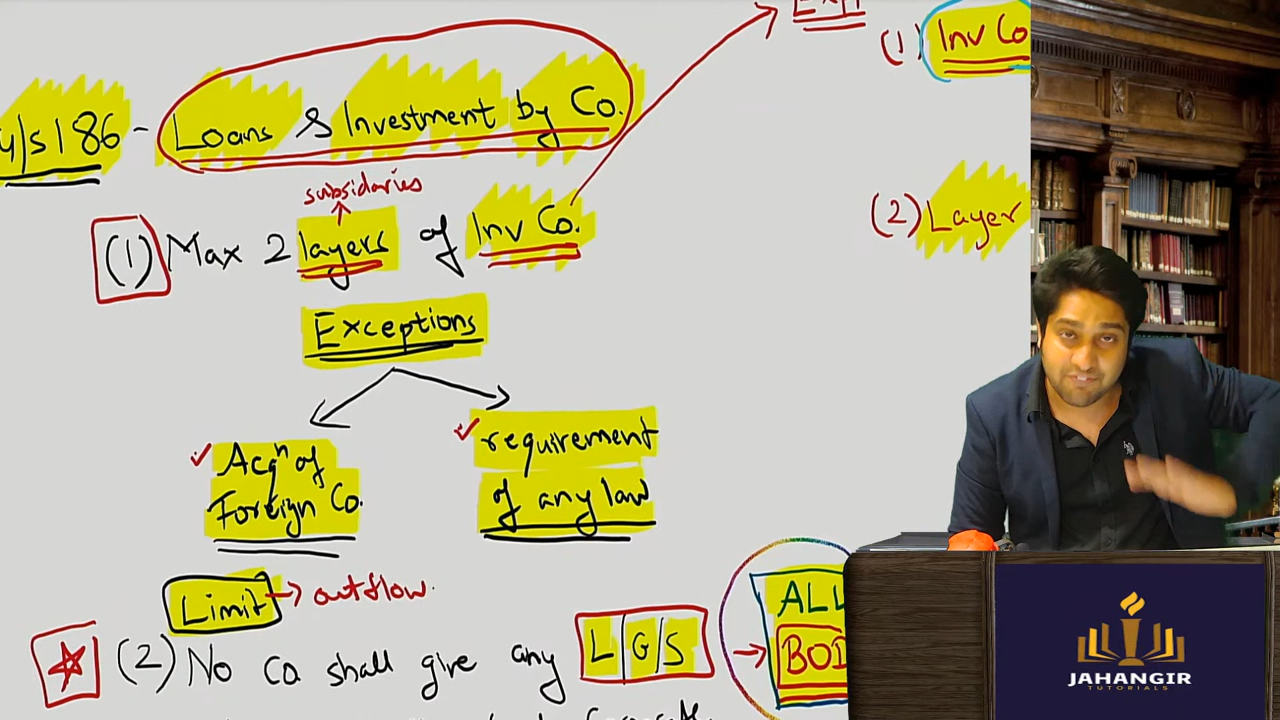 u/s 186 - Loans & Investment by Co.
subsidaries
(1) Max 2 layers of Inv Co.
Exceptions
Acqⁿ of
Foreign Co.
requirement
of any law
Limit → outflow.
(2) No Co shall give any L G S
ALL
BOD
(1) Inv Co
(2) Layer
JAHANGIR
TUTORIALS